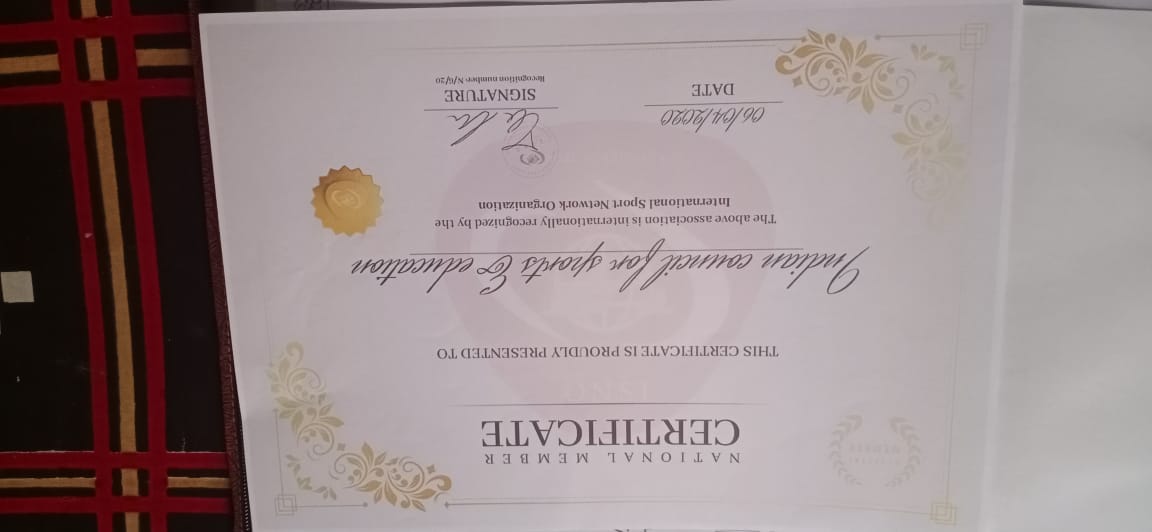 NATIONAL MEMBER
CERTIFICATE
THIS CERTIFICATE IS PROUDLY PRESENTED TO
Indian council for sports & education
The above association is internationally recognized by the
International Sport Network Organization
06/04/2020
DATE
SIGNATURE
Recognition number: N/6/20